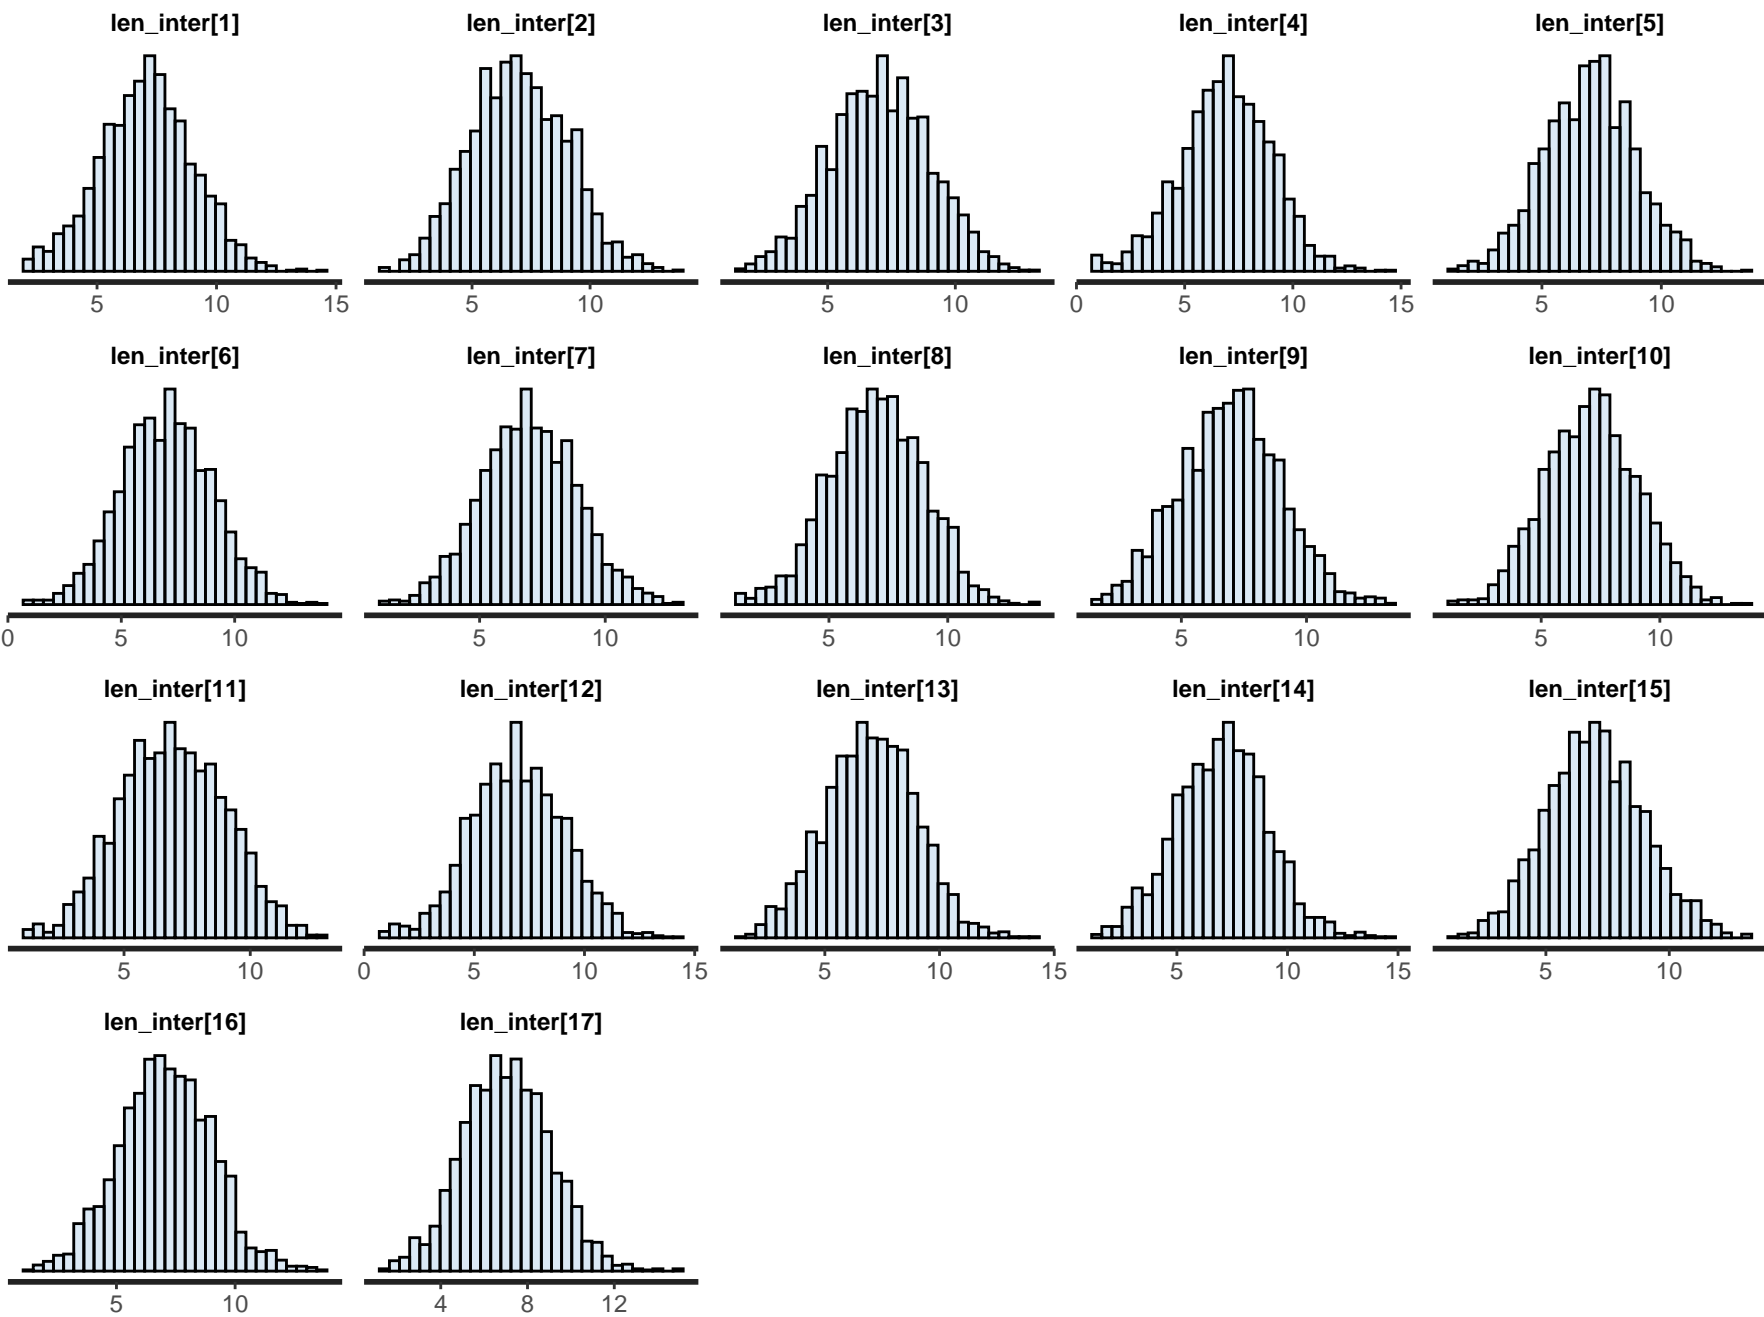 len_inter[1] len_inter[2] len_inter[3] len_inter[4] len_inter[5]
5 10 15 5 10 5 10 0 5 10 15 5 10
len_inter[6] len_inter[7] len_inter[8] len_inter[9] len_inter[10]
0 5 10 5 10 5 10 5 10 5 10
len_inter[11] len_inter[12] len_inter[13] len_inter[14] len_inter[15]
5 10 0 5 10 15 5 10 15 5 10 15 5 10
len_inter[16] len_inter[17]
5 10 4 8 12